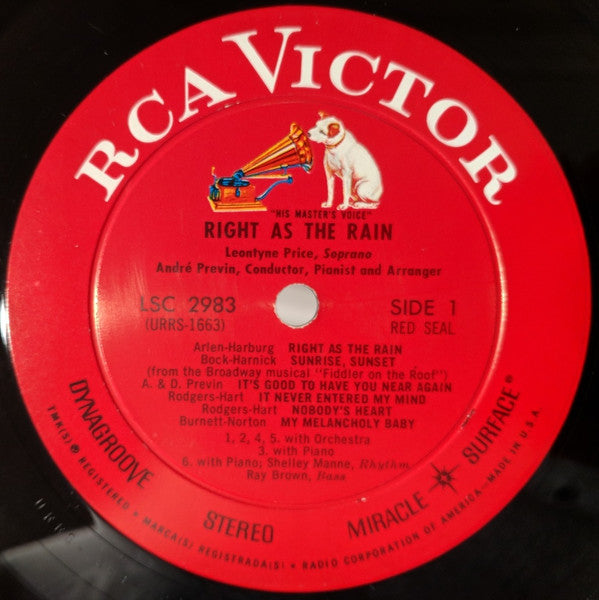 RCA VICTOR
"HIS MASTER'S VOICE"
RIGHT AS THE RAIN
Leontyne Price, Soprano
André Previn, Conductor, Pianist and Arranger
LSC 2983
(URRS-1663)
SIDE 1
RED SEAL
Arlen-Harburg RIGHT AS THE RAIN
Bock-Harnick SUNRISE, SUNSET
(from the Broadway musical "Fiddler on the Roof")
A. & D. Previn IT'S GOOD TO HAVE YOU NEAR AGAIN
Rodgers-Hart IT NEVER ENTERED MY MIND
Rodgers-Hart NOBODY'S HEART
Burnett-Norton MY MELANCHOLY BABY
1, 2, 4, 5. with Orchestra
3. with Piano
6. with Piano; Shelley Manne, Rhythm
Ray Brown, Bass
DYNAGROOVE
STEREO
MIRACLE SURFACE®
TMK(S) ® REGISTERED • MARCA(S) REGISTRADA(S) • RADIO CORPORATION OF AMERICA—MADE IN U.S.A.